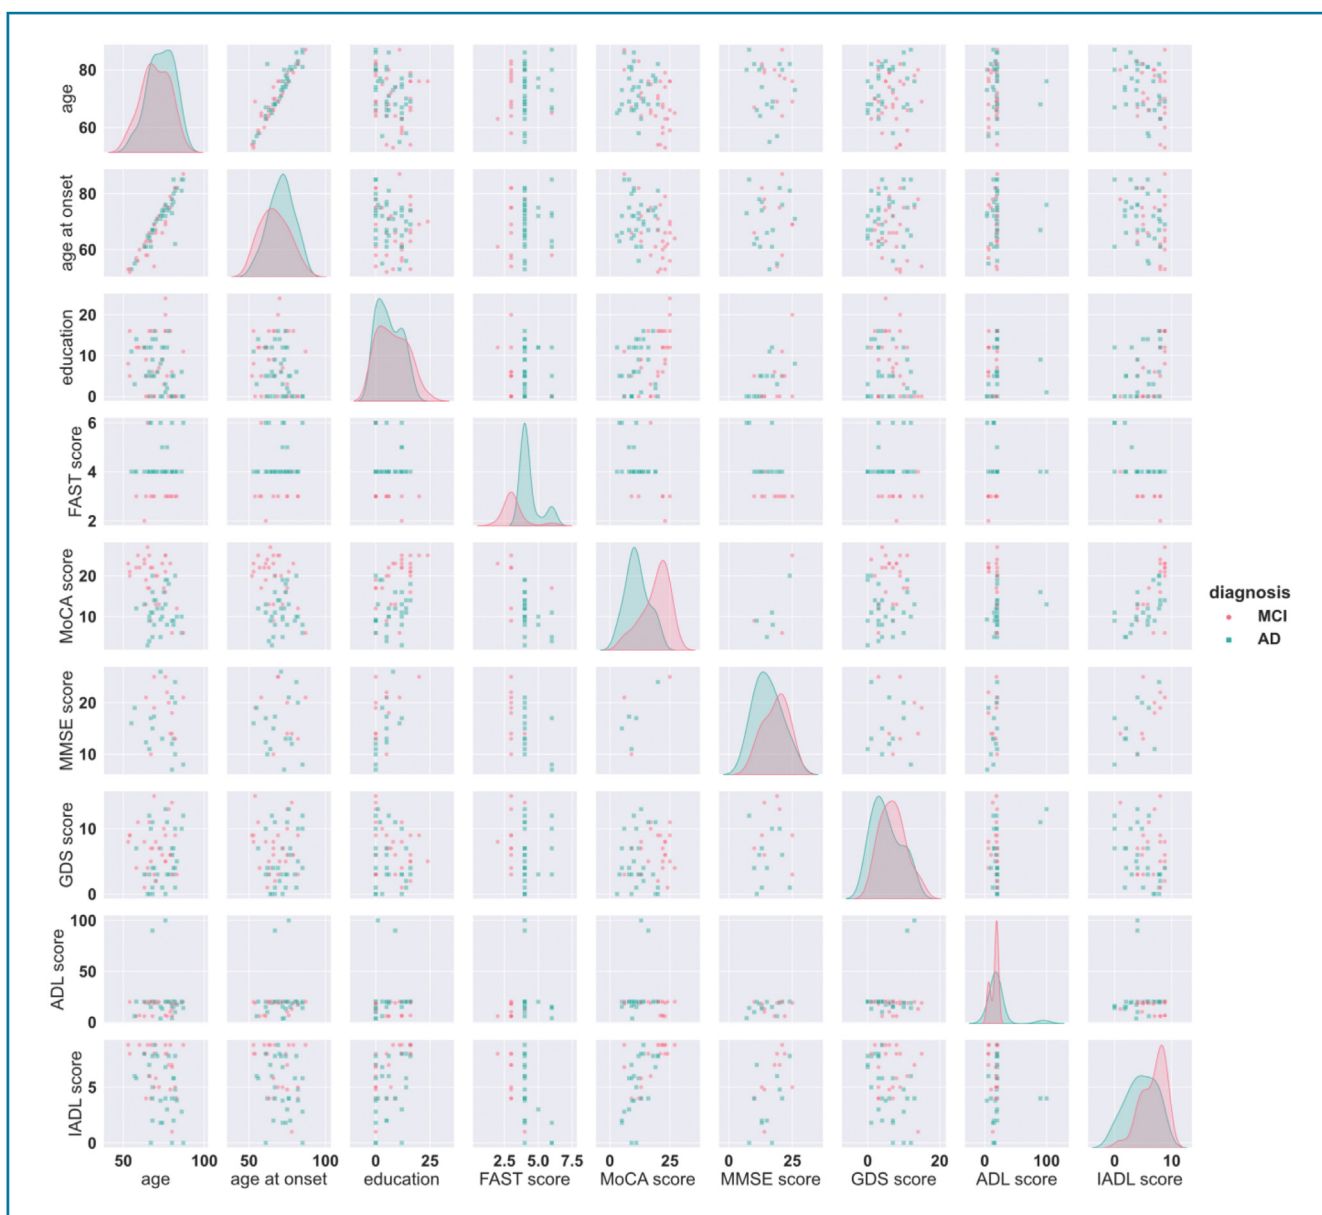 age
80
60
age at onset
80
60
education
20
10
0
FAST score
6
4
2
MoCA score
20
10
diagnosis
MCI
AD
MMSE score
20
10
GDS score
10
0
ADL score
100
50
0
IADL score
5
0
50 100 50 100 0 25 2.5 5.0 7.5 0 25 0 25 0 20 0 100 0 10
age age at onset education FAST score MoCA score MMSE score GDS score ADL score IADL score